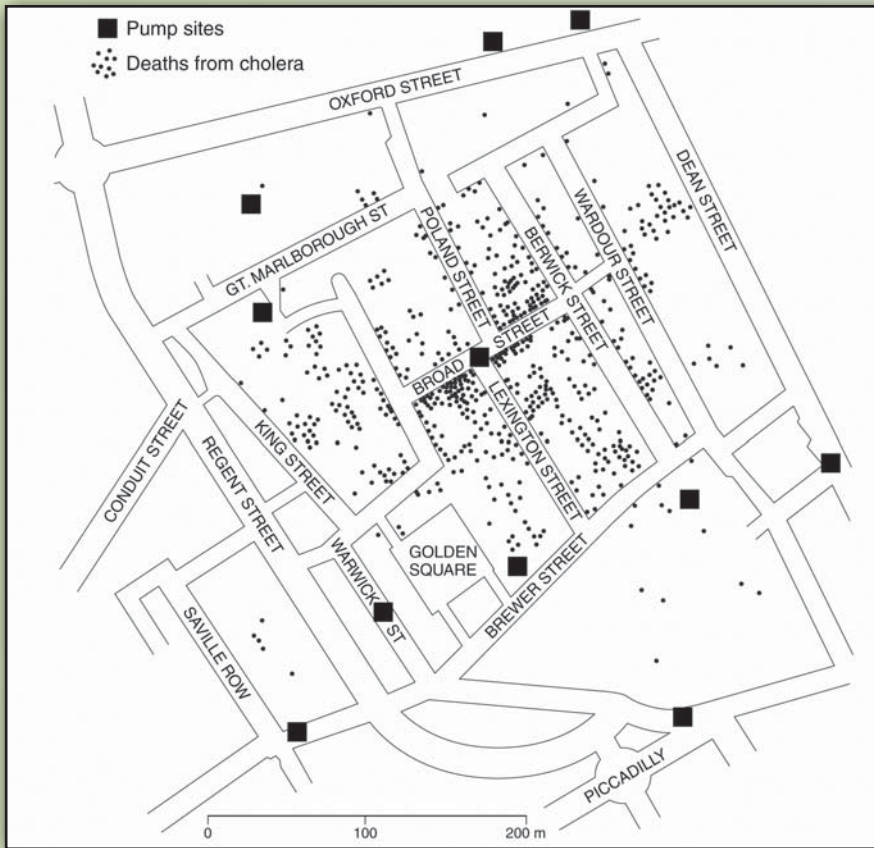 Pump sites
Deaths from cholera
OXFORD STREET
GT. MARLBOROUGH ST
POLAND STREET
BERWICK STREET
WARDOUR STREET
DEAN STREET
BROAD STREET
LEXINGTON STREET
CONDUIT STREET
REGENT STREET
KING STREET
WARWICK ST
GOLDEN
SQUARE
BREWER STREET
SAVILLE ROW
PICCADILLY
0 100 200 m